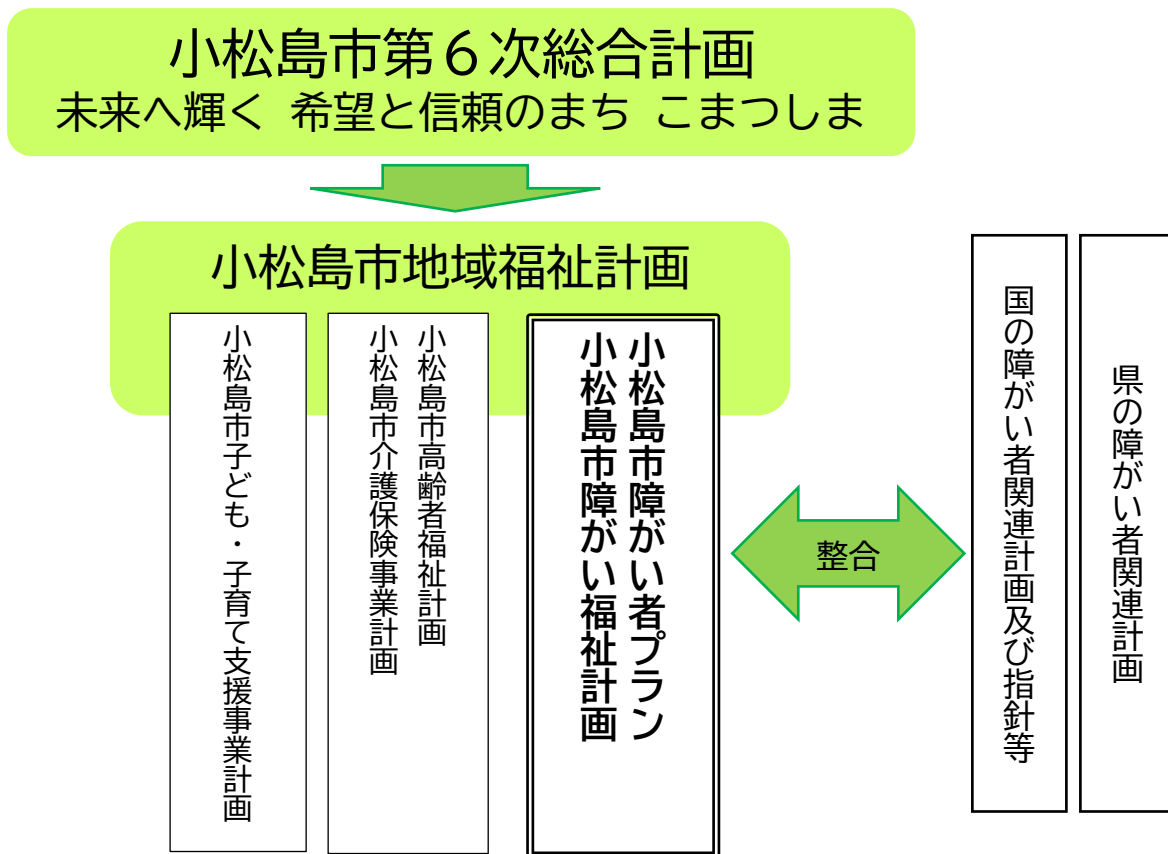 小松島市第６次総合計画
未来へ輝く 希望と信頼のまち こまつしま
小松島市地域福祉計画
小松島市子ども・子育て支援事業計画
小松島市高齢者福祉計画
小松島市介護保険事業計画
小松島市障がい者プラン
小松島市障がい福祉計画
整合
国の障がい者関連計画及び指針等
県の障がい者関連計画